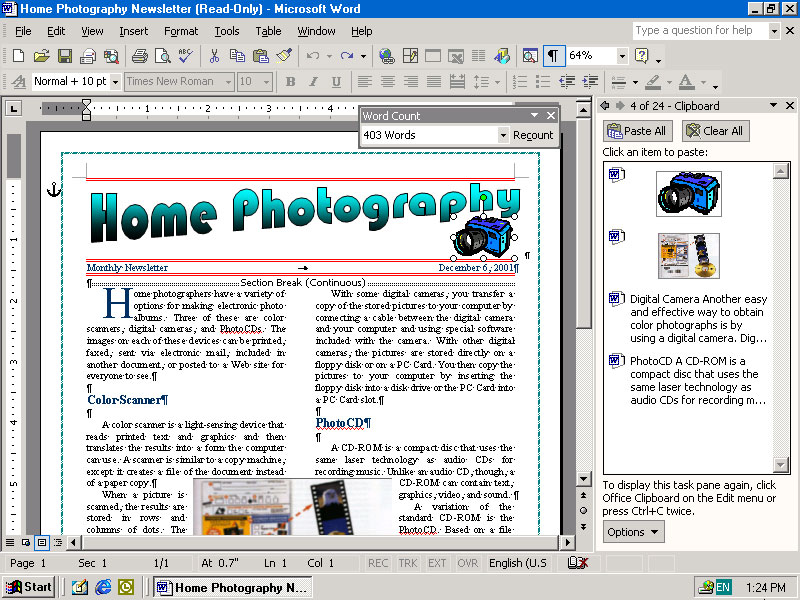 Home Photography Newsletter (Read-Only) - Microsoft Word
File Edit View Insert Format Tools Table Window Help
Type a question for help
64%
Normal + 10 pt Times New Roman 10 B I U
4 of 24 - Clipboard
Paste All Clear All
Click an item to paste:
Digital Camera Another easy
and effective way to obtain
color photographs is by
using a digital camera. Dig...
PhotoCD A CD-ROM is a
compact disc that uses the
same laser technology as
audio CDs for recording m...
To display this task pane again, click
Office Clipboard on the Edit menu or
press Ctrl+C twice.
Options
Word Count
403 Words Recount
1 2 3 4
1
2
3
4
5
Home Photography
Monthly Newsletter December 6, 2001¶
¶ Section Break (Continuous)
Home photographers have a variety of
options for making electronic photo
albums. Three of these are color
scanners, digital cameras, and PhotoCDs. The
images on each of these devices can be printed,
faxed, sent via electronic mail, included in
another document, or posted to a Web site for
everyone to see.¶
¶
Color Scanner¶
¶
A color scanner is a light-sensing device that
reads printed text and graphics and then
translates the results into a form the computer
can use. A scanner is similar to a copy machine,
except it creates a file of the document instead
of a paper copy.¶
When a picture is
scanned, the results are
stored in rows and
columns of dots. The
With some digital cameras, you transfer a
copy of the stored pictures to your computer by
connecting a cable between the digital camera
and your computer and using special software
included with the camera. With other digital
cameras, the pictures are stored directly on a
floppy disk or on a PC Card. You then copy the
pictures to your computer by inserting the
floppy disk into a disk drive or the PC Card into
a PC Card slot.¶
¶
PhotoCD¶
¶
A CD-ROM is a compact disc that uses the
same laser technology as audio CDs for
recording music. Unlike an audio CD, though, a
CD-ROM can contain text,
graphics, video, and sound. ¶
A variation of the
standard CD-ROM is the
PhotoCD. Based on a file
Page 1 Sec 1 1/1 At 0.7" Ln 1 Col 1 REC TRK EXT OVR English (U.S
Start Home Photography N... EN 1:24 PM